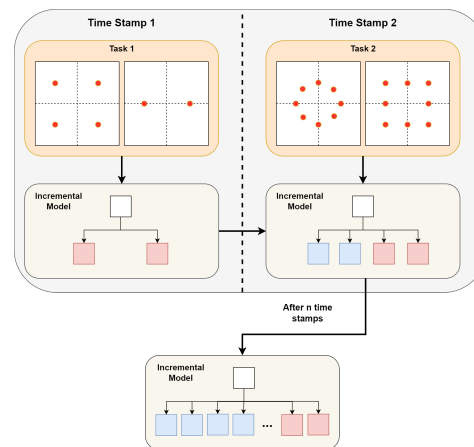 Time Stamp 1
Time Stamp 2
Task 1
Task 2
Incremental
Model
Incremental
Model
After n time
stamps
Incremental
Model
...